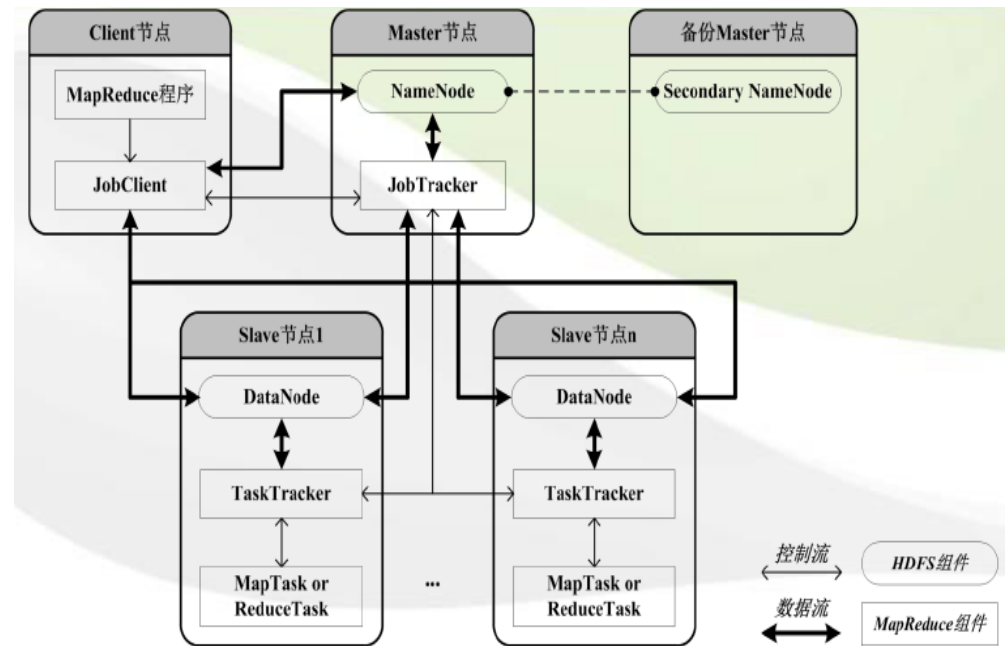 Client节点
MapReduce程序
JobClient
Master节点
NameNode
JobTracker
备份Master节点
Secondary NameNode
Slave节点1
DataNode
TaskTracker
MapTask or
ReduceTask
...
Slave节点n
DataNode
TaskTracker
MapTask or
ReduceTask
控制流
HDFS组件
数据流
MapReduce组件